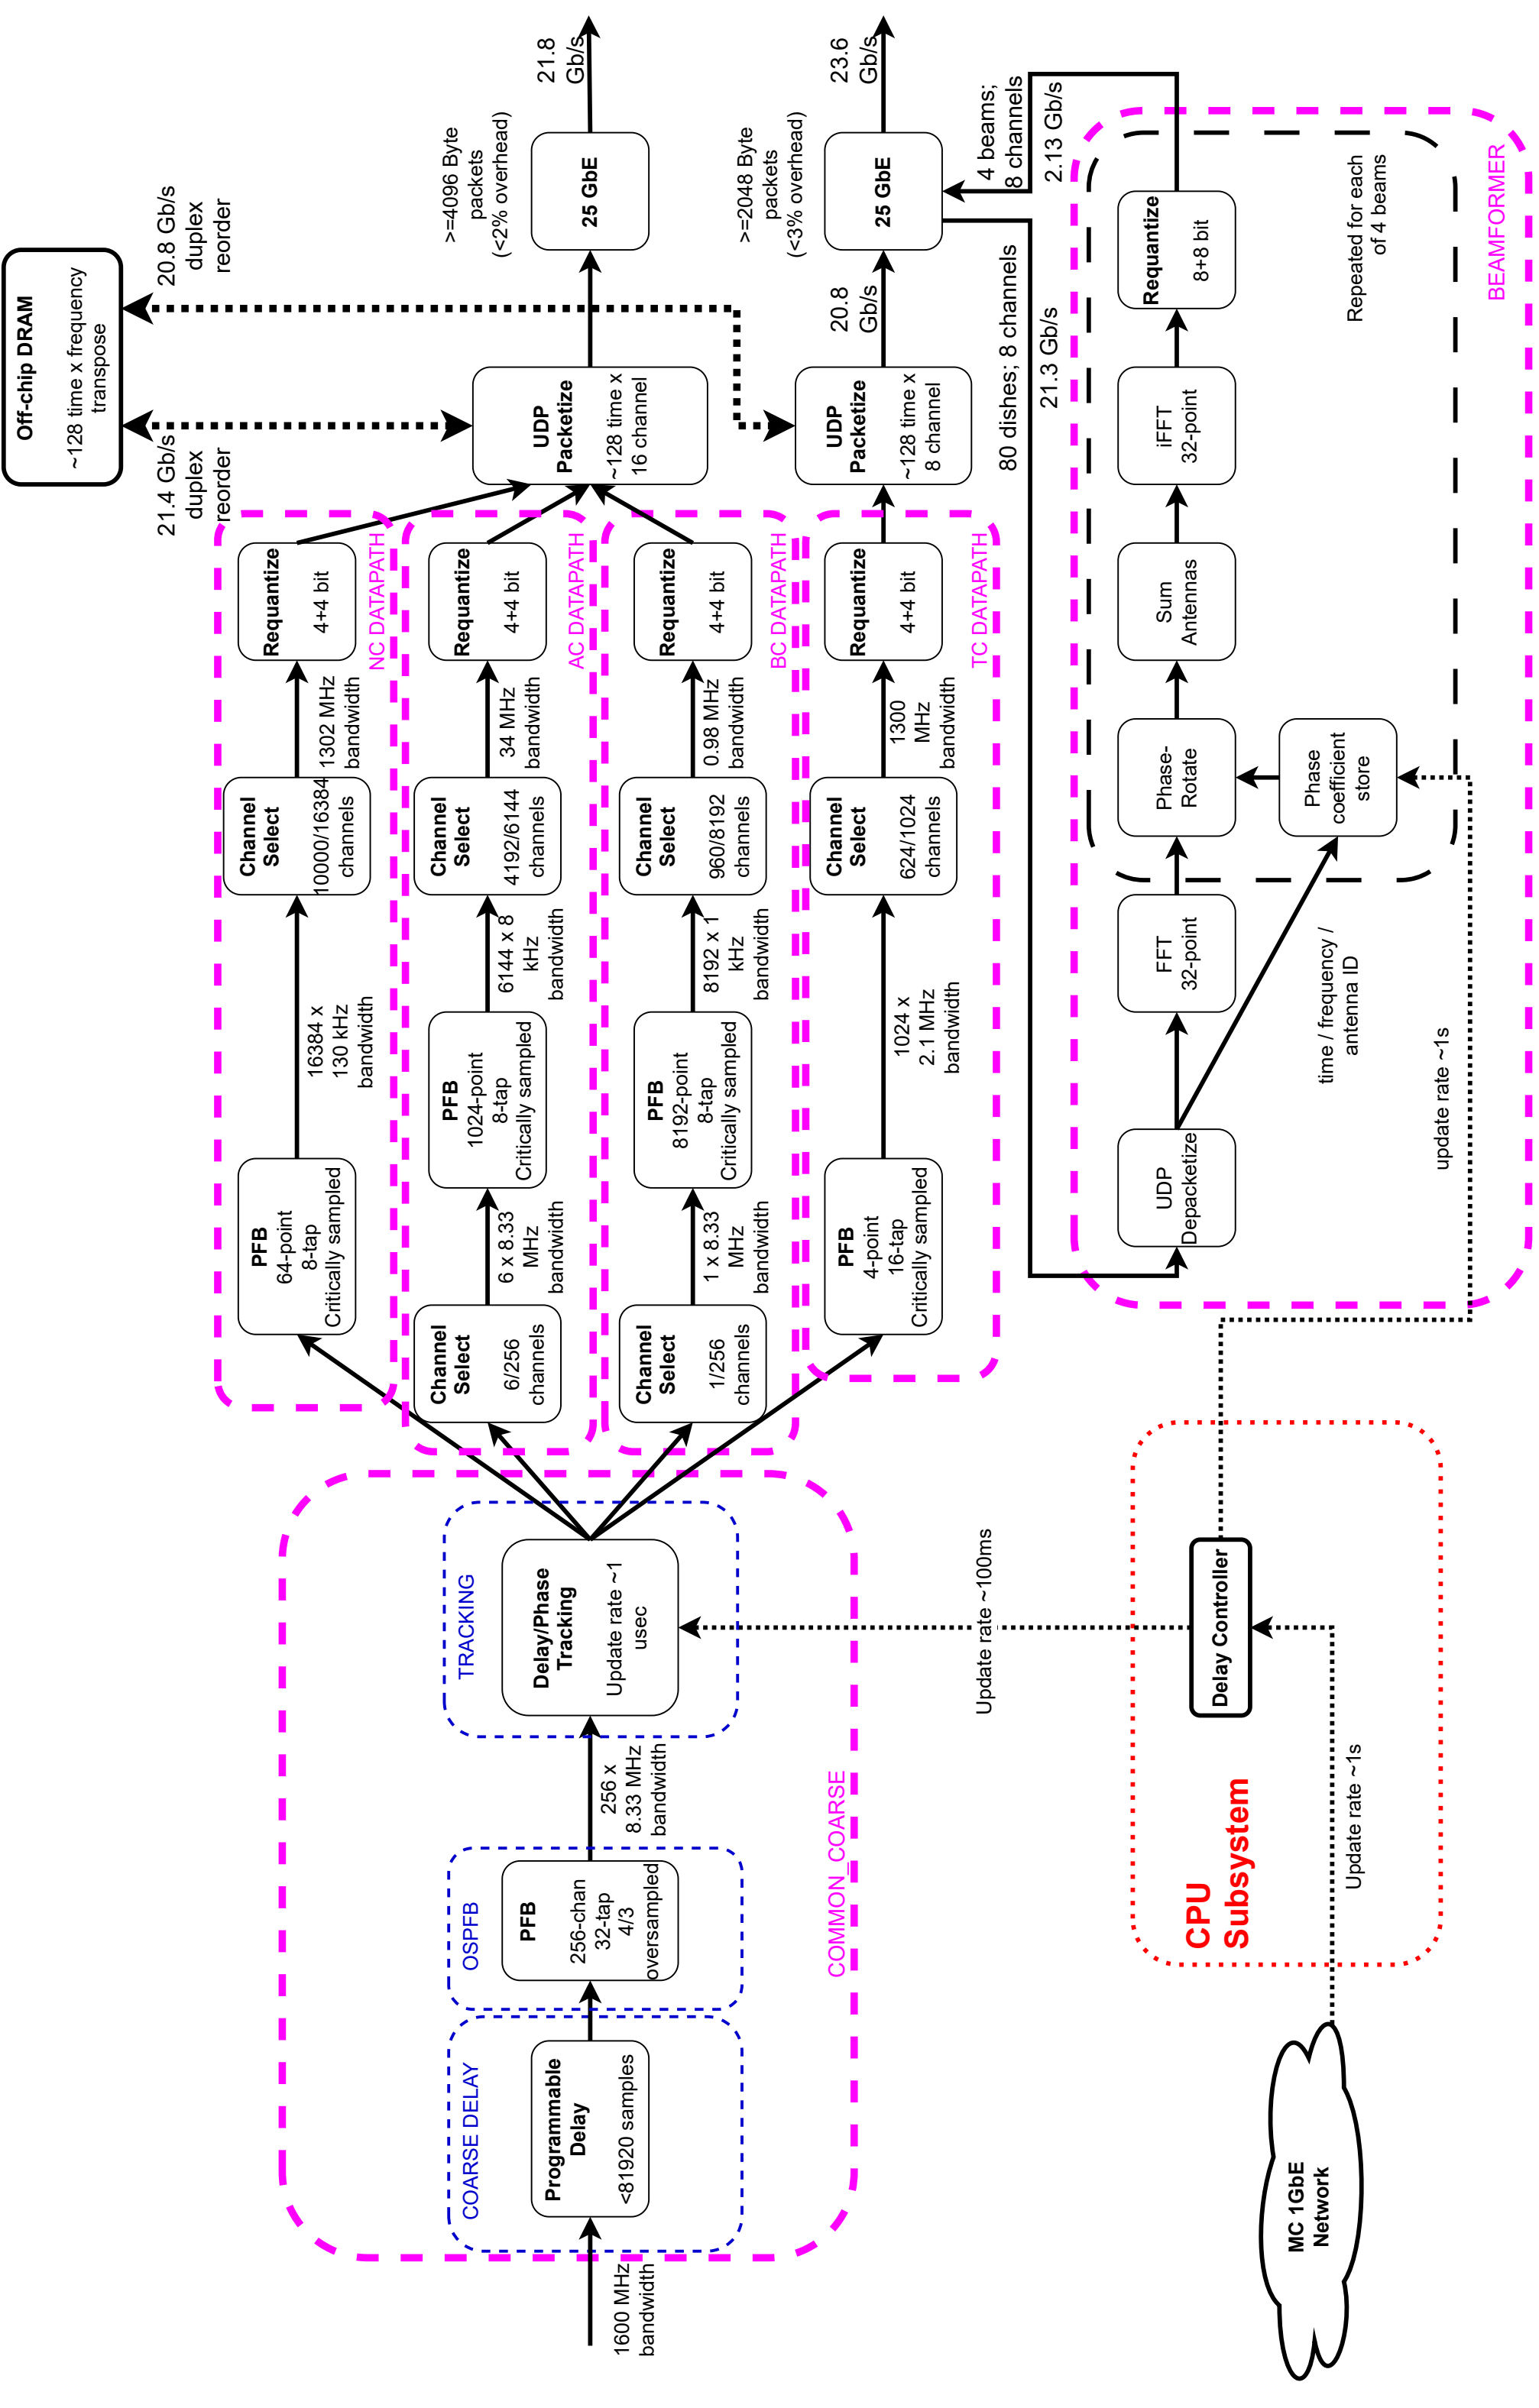 1600 MHz
bandwidth
COARSE DELAY
Programmable
Delay
<81920 samples
OSPFB
PFB
256-chan
32-tap
4/3
oversampled
256 x
8.33 MHz
bandwidth
TRACKING
Delay/Phase
Tracking
Update rate ~1
usec
COMMON_COARSE
PFB
64-point
8-tap
Critically sampled
16384 x
130 kHz
bandwidth
Channel
Select
10000/16384
channels
1302 MHz
bandwidth
Requantize
4+4 bit
NC DATAPATH
Channel
Select
6/256
channels
6 x 8.33
MHz
bandwidth
PFB
1024-point
8-tap
Critically sampled
6144 x 8
kHz
bandwidth
Channel
Select
4192/6144
channels
34 MHz
bandwidth
Requantize
4+4 bit
AC DATAPATH
Channel
Select
1/256
channels
1 x 8.33
MHz
bandwidth
PFB
8192-point
8-tap
Critically sampled
8192 x 1
kHz
bandwidth
Channel
Select
960/8192
channels
0.98 MHz
bandwidth
Requantize
4+4 bit
BC DATAPATH
PFB
4-point
16-tap
Critically sampled
1024 x
2.1 MHz
bandwidth
Channel
Select
624/1024
channels
1300
MHz
bandwidth
Requantize
4+4 bit
TC DATAPATH
Off-chip DRAM
~128 time x frequency
transpose
21.4 Gb/s
duplex
reorder
20.8 Gb/s
duplex
reorder
UDP
Packetize
~128 time x
16 channel
>=4096 Byte
packets
(<2% overhead)
25 GbE
21.8
Gb/s
UDP
Packetize
~128 time x
8 channel
20.8
Gb/s
>=2048 Byte
packets
(<3% overhead)
25 GbE
23.6
Gb/s
80 dishes; 8 channels
21.3 Gb/s
4 beams;
8 channels
2.13 Gb/s
UDP
Depacketize
FFT
32-point
time / frequency /
antenna ID
Phase-
Rotate
Phase
coefficient
store
Sum
Antennas
iFFT
32-point
Requantize
8+8 bit
Repeated for each
of 4 beams
BEAMFORMER
update rate ~1s
Update rate ~100ms
Delay Controller
CPU
Subsystem
Update rate ~1s
MC 1GbE
Network